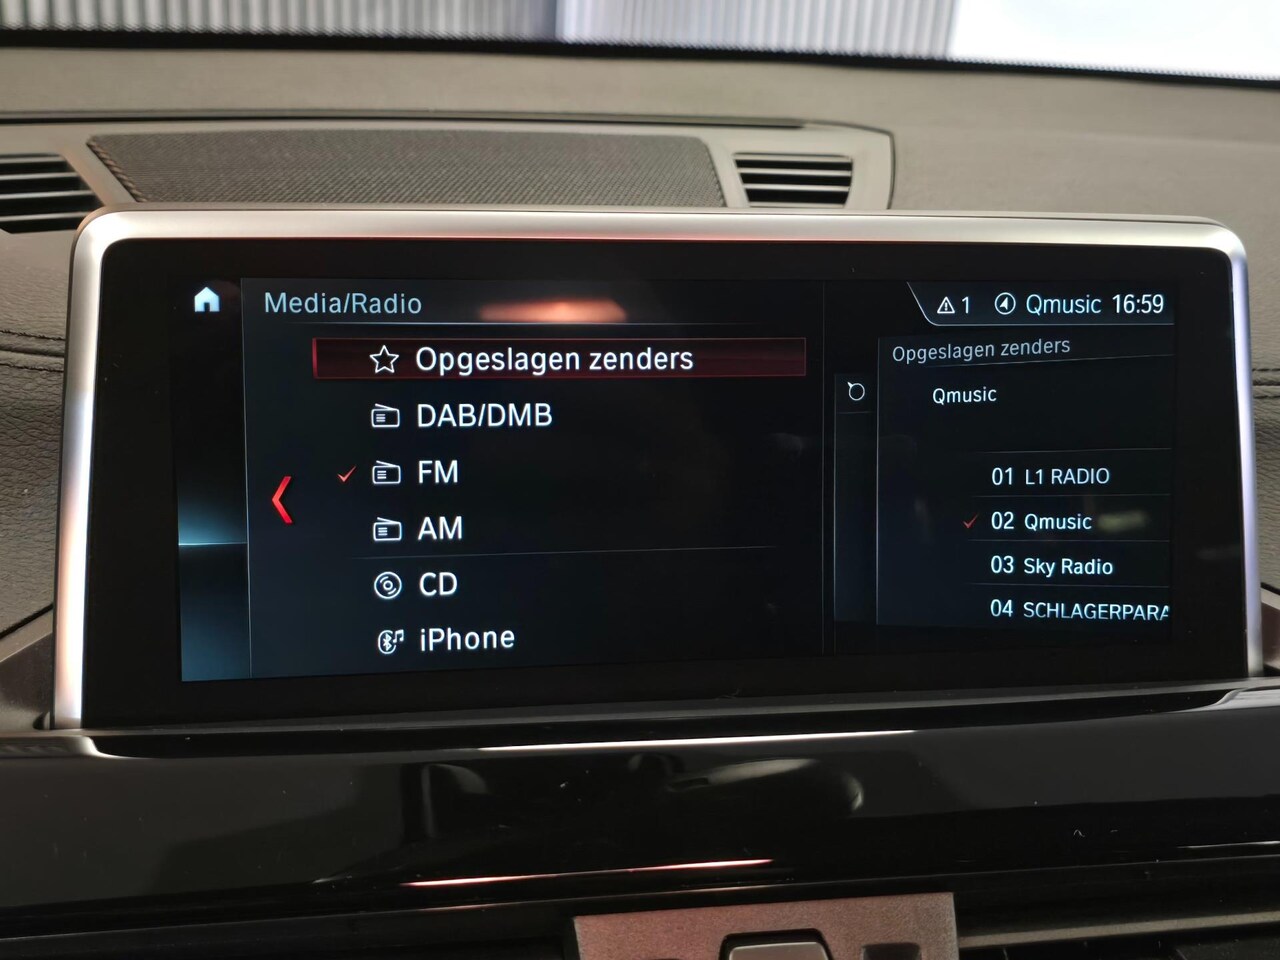 Media/Radio
1 Qmusic 16:59
Opgeslagen zenders
DAB/DMB
FM
AM
CD
iPhone
Opgeslagen zenders
Qmusic
01 L1 RADIO
02 Qmusic
03 Sky Radio
04 SCHLAGERPARA